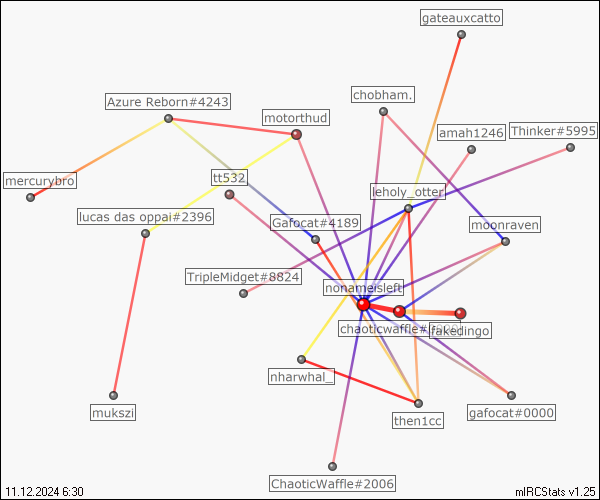 gateauxcatto
chobham.
Azure Reborn#4243
motorthud
amah1246
Thinker#5995
mercurybro
tt532
leholy_otter
lucas das oppai#2396
Gafocat#4189
moonraven
TripleMidget#8824
nonameisleft
chaoticwaffle#
fakedingo
nharwhal_
mukszi
then1cc
gafocat#0000
ChaoticWaffle#2006
11.12.2024 6:30
mIRCStats v1.25